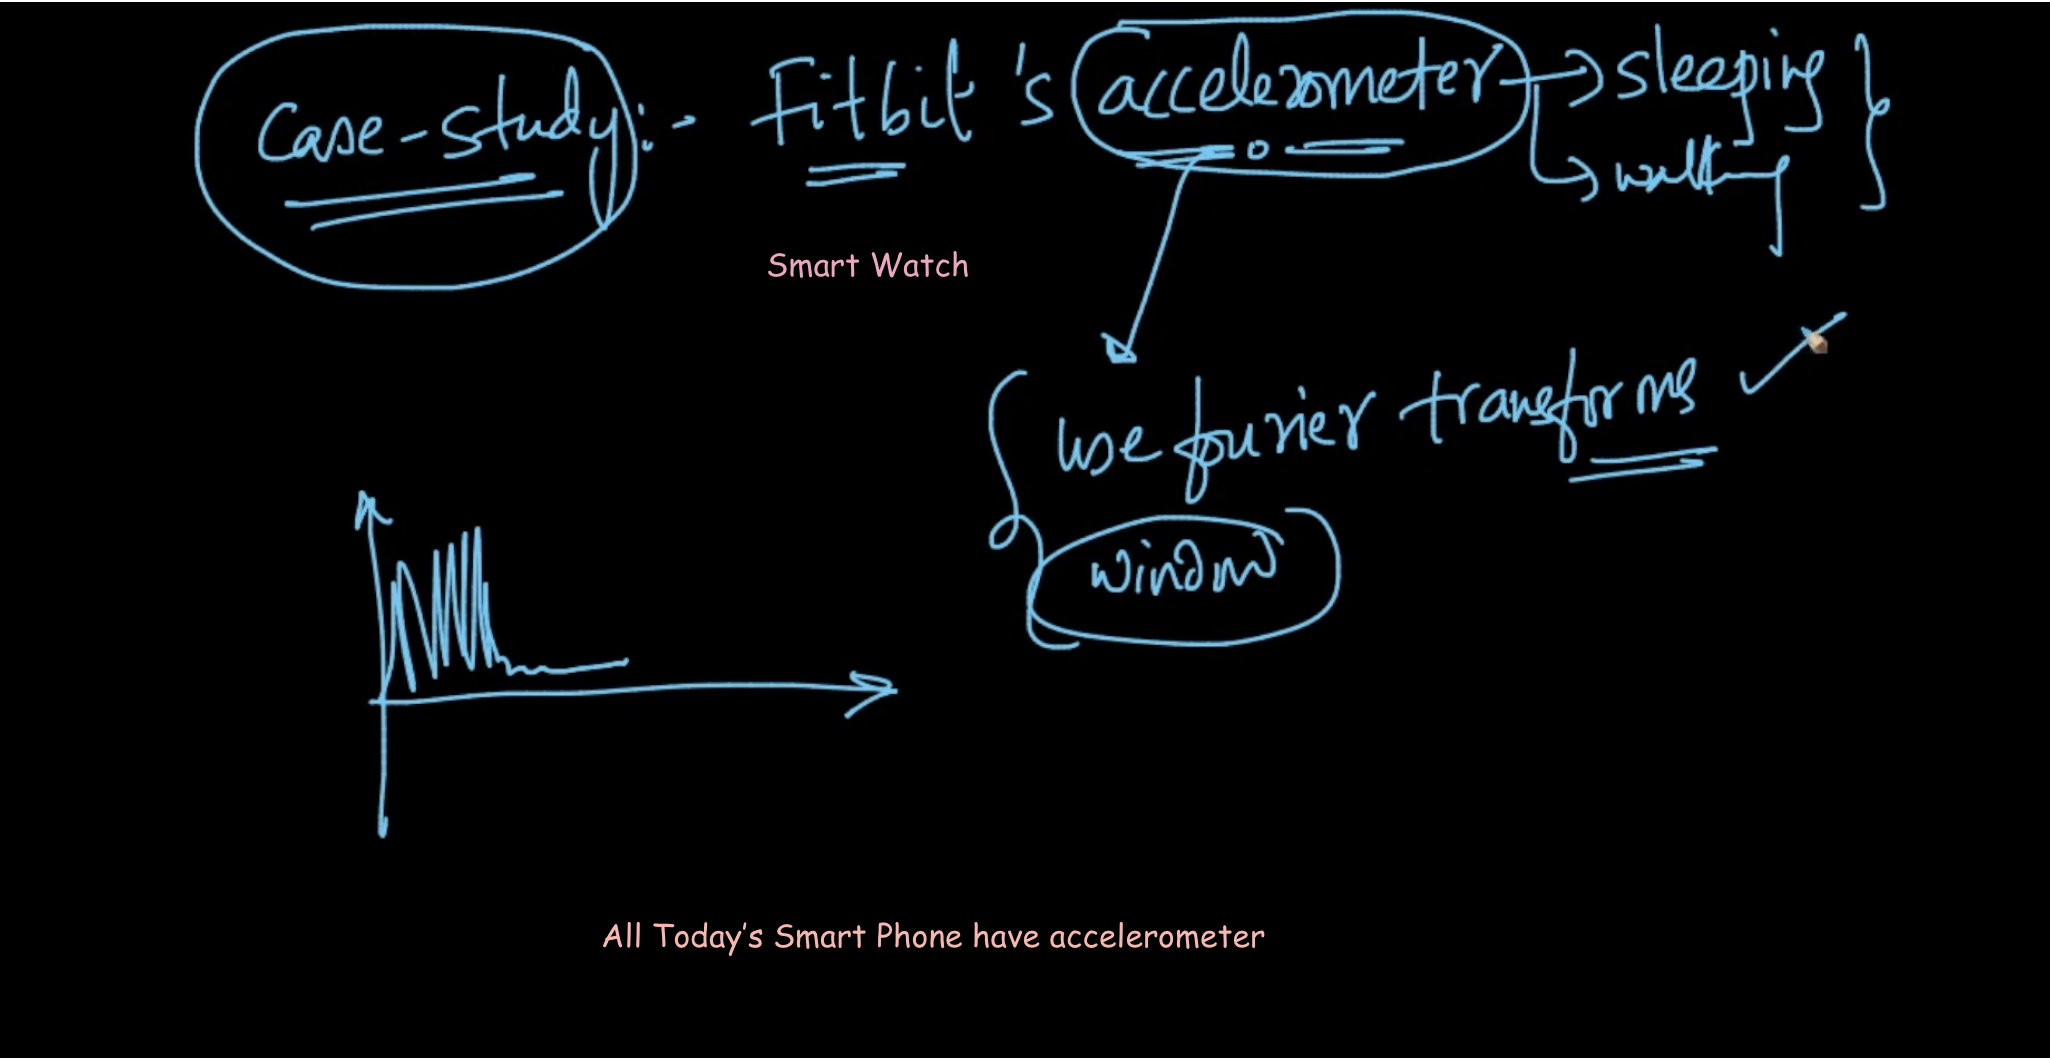 Case-study:- Fitbit's accelerometer → sleeping
→ walking
Smart Watch
use fourier transforms ✓
window
All Today's Smart Phone have accelerometer